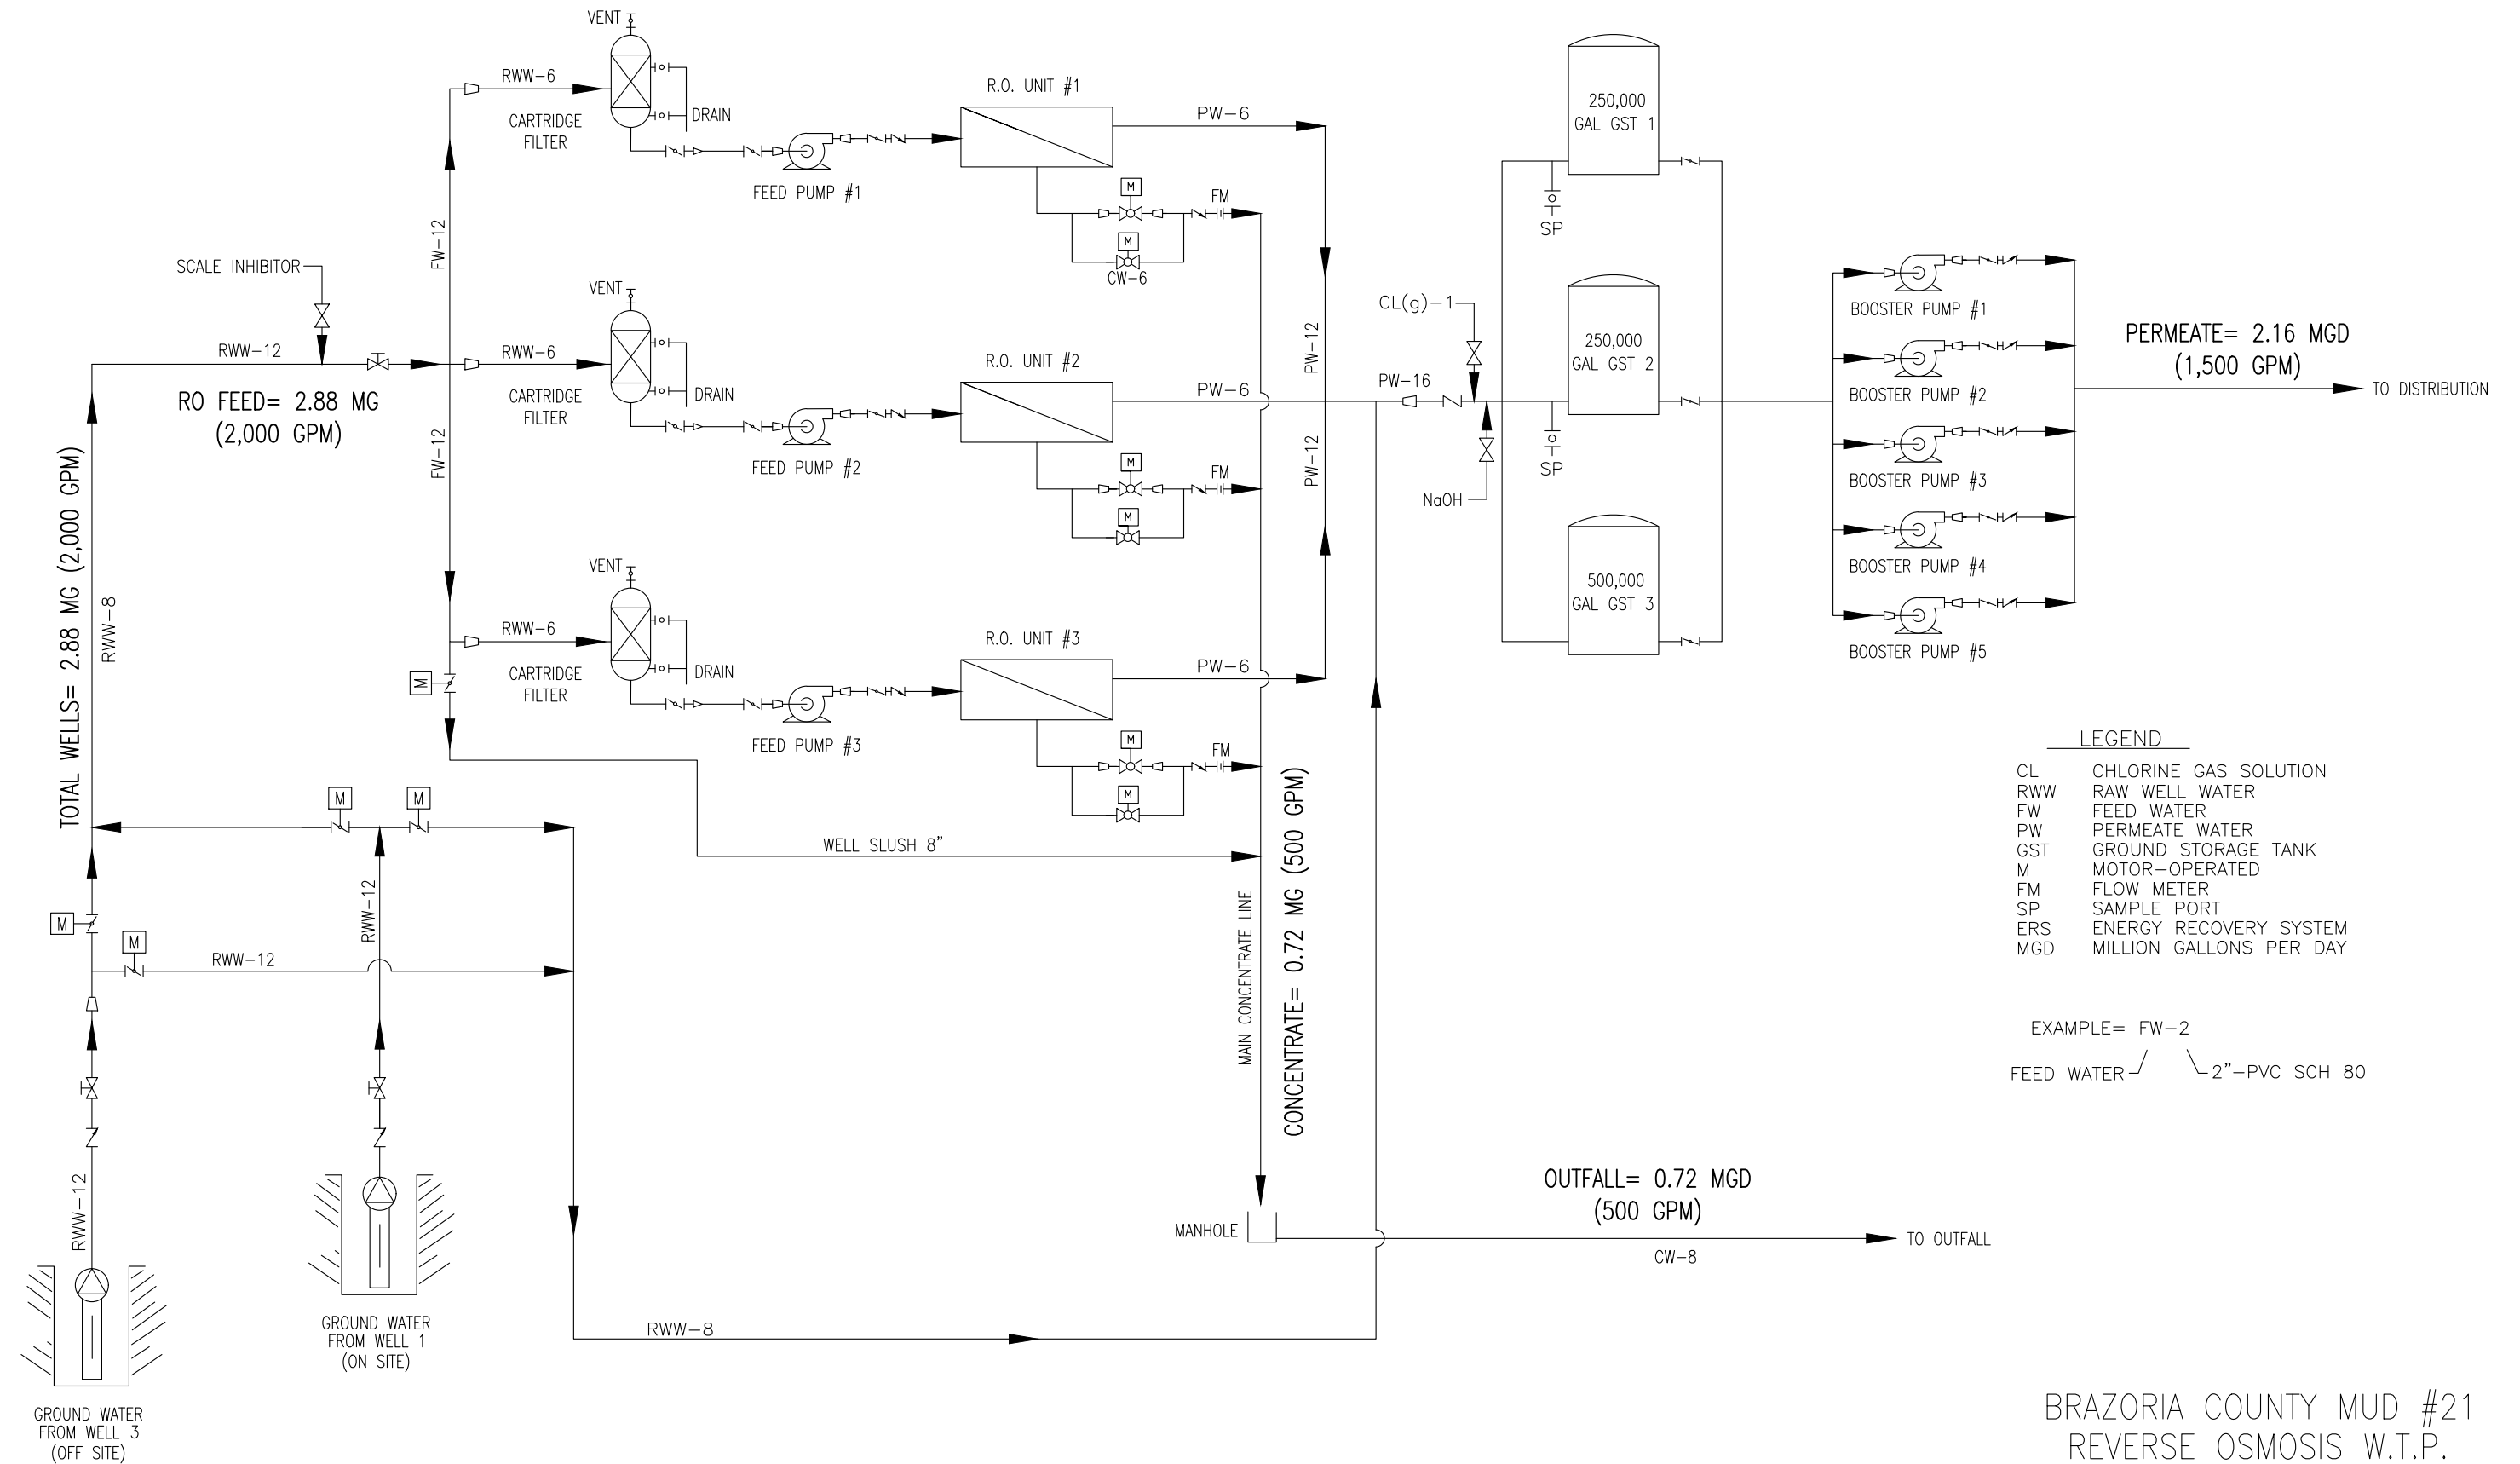 VENT
RWW-6
CARTRIDGE
FILTER
DRAIN
FEED PUMP #1
R.O. UNIT #1
PW-6
M
FM
M
CW-6
FW-12
SCALE INHIBITOR
RWW-12
RO FEED= 2.88 MG
(2,000 GPM)
FW-12
VENT
RWW-6
CARTRIDGE
FILTER
DRAIN
FEED PUMP #2
R.O. UNIT #2
PW-6
M
FM
M
PW-12
PW-12
VENT
RWW-6
CARTRIDGE
FILTER
DRAIN
FEED PUMP #3
R.O. UNIT #3
PW-6
M
FM
M
M
TOTAL WELLS= 2.88 MG (2,000 GPM)
RWW-8
M
M
WELL SLUSH 8"
RWW-12
M
M
RWW-12
RWW-12
GROUND WATER
FROM WELL 3
(OFF SITE)
GROUND WATER
FROM WELL 1
(ON SITE)
RWW-8
MAIN CONCENTRATE LINE
CONCENTRATE= 0.72 MG (500 GPM)
MANHOLE
OUTFALL= 0.72 MGD
(500 GPM)
CW-8
TO OUTFALL
250,000
GAL GST 1
SP
CL(g)-1
PW-16
NaOH
250,000
GAL GST 2
SP
500,000
GAL GST 3
BOOSTER PUMP #1
BOOSTER PUMP #2
BOOSTER PUMP #3
BOOSTER PUMP #4
BOOSTER PUMP #5
PERMEATE= 2.16 MGD
(1,500 GPM)
TO DISTRIBUTION
LEGEND
CL CHLORINE GAS SOLUTION
RWW RAW WELL WATER
FW FEED WATER
PW PERMEATE WATER
GST GROUND STORAGE TANK
M MOTOR-OPERATED
FM FLOW METER
SP SAMPLE PORT
ERS ENERGY RECOVERY SYSTEM
MGD MILLION GALLONS PER DAY
EXAMPLE= FW-2
FEED WATER 2"-PVC SCH 80
BRAZORIA COUNTY MUD #21
REVERSE OSMOSIS W.T.P.